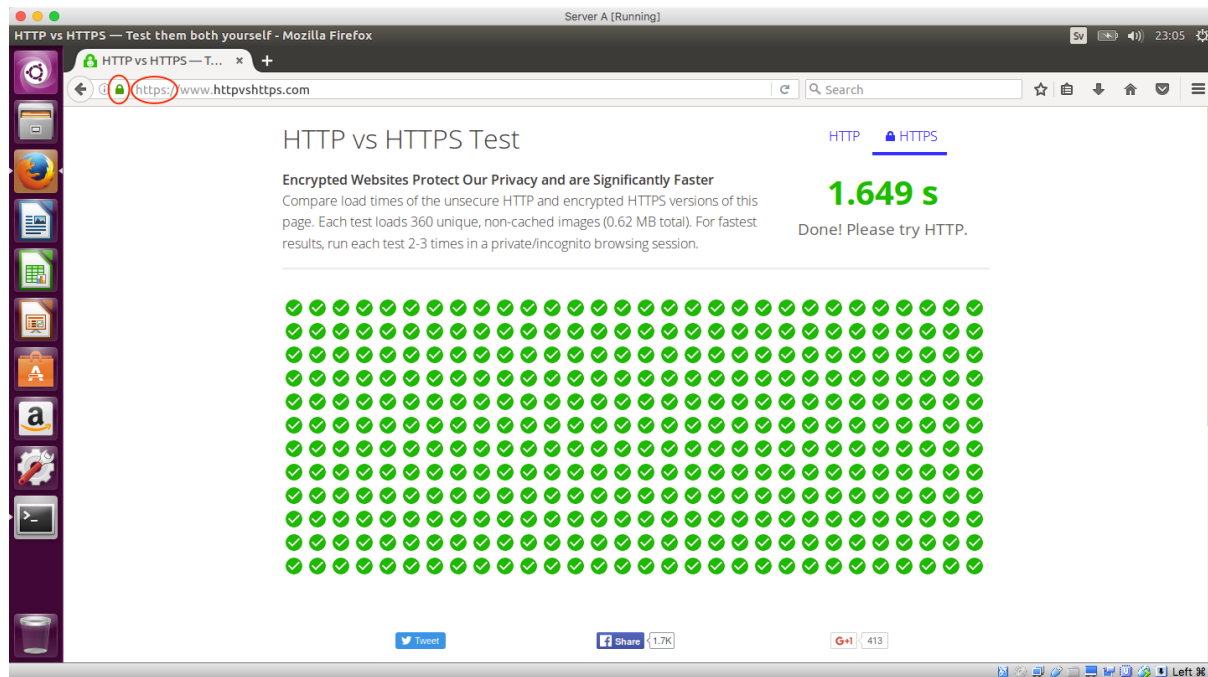 Server A [Running]
HTTP vs HTTPS — Test them both yourself - Mozilla Firefox
Sv
23:05
HTTP vs HTTPS — T... × +
https://www.httpvshttps.com
Search
HTTP vs HTTPS Test
HTTP HTTPS
Encrypted Websites Protect Our Privacy and are Significantly Faster
Compare load times of the unsecure HTTP and encrypted HTTPS versions of this
page. Each test loads 360 unique, non-cached images (0.62 MB total). For fastest
results, run each test 2-3 times in a private/incognito browsing session.
1.649 s
Done! Please try HTTP.
Tweet
Share 1.7K
G+1 413
Left ⌘